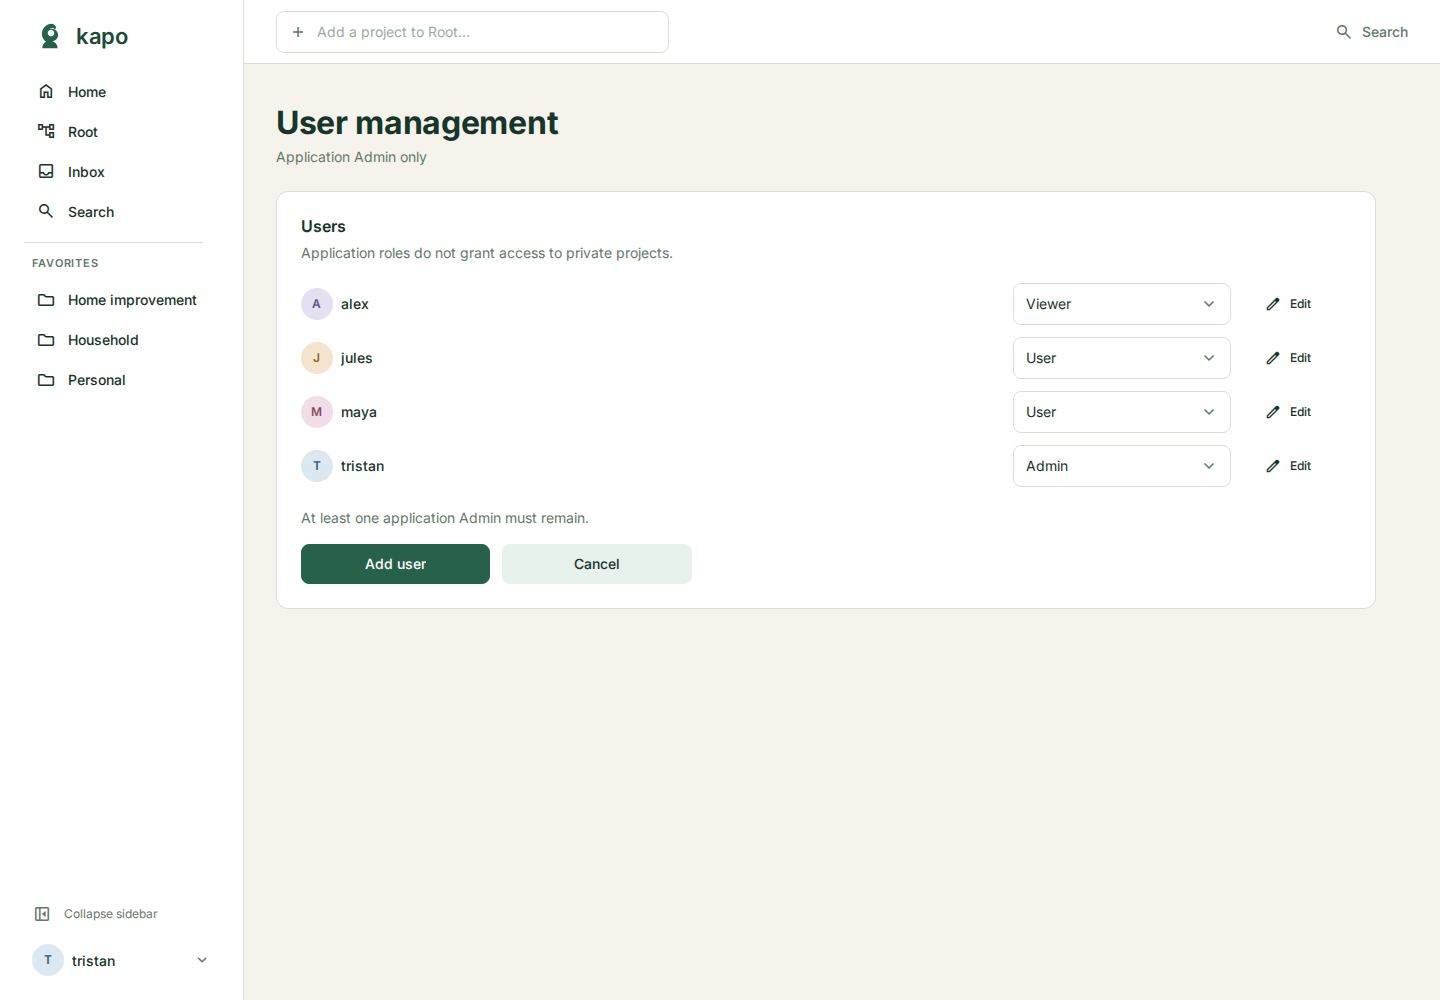 kapo
Add a project to Root...
Search
Home
Root
Inbox
Search
FAVORITES
Home improvement
Household
Personal
Collapse sidebar
T tristan
User management
Application Admin only
Users
Application roles do not grant access to private projects.
A alex Viewer Edit
J jules User Edit
M maya User Edit
T tristan Admin Edit
At least one application Admin must remain.
Add user Cancel